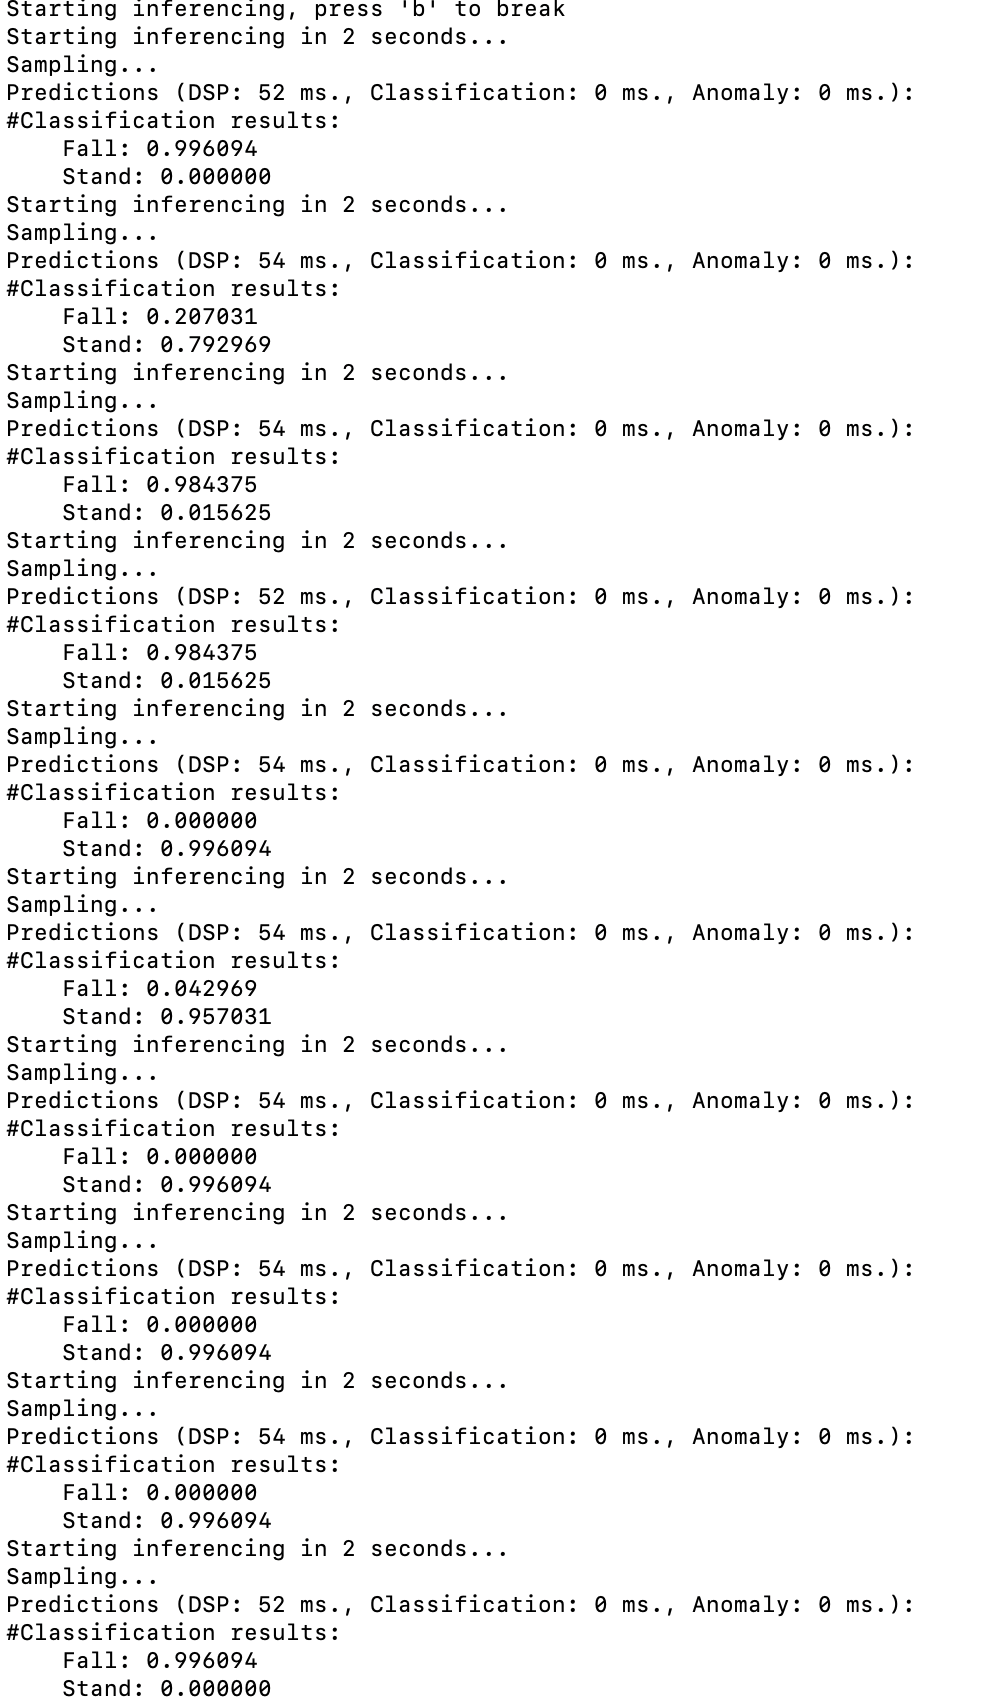 Starting inferencing, press 'b' to break
Starting inferencing in 2 seconds...
Sampling...
Predictions (DSP: 52 ms., Classification: 0 ms., Anomaly: 0 ms.):
#Classification results:
    Fall: 0.996094
    Stand: 0.000000
Starting inferencing in 2 seconds...
Sampling...
Predictions (DSP: 54 ms., Classification: 0 ms., Anomaly: 0 ms.):
#Classification results:
    Fall: 0.207031
    Stand: 0.792969
Starting inferencing in 2 seconds...
Sampling...
Predictions (DSP: 54 ms., Classification: 0 ms., Anomaly: 0 ms.):
#Classification results:
    Fall: 0.984375
    Stand: 0.015625
Starting inferencing in 2 seconds...
Sampling...
Predictions (DSP: 52 ms., Classification: 0 ms., Anomaly: 0 ms.):
#Classification results:
    Fall: 0.984375
    Stand: 0.015625
Starting inferencing in 2 seconds...
Sampling...
Predictions (DSP: 54 ms., Classification: 0 ms., Anomaly: 0 ms.):
#Classification results:
    Fall: 0.000000
    Stand: 0.996094
Starting inferencing in 2 seconds...
Sampling...
Predictions (DSP: 54 ms., Classification: 0 ms., Anomaly: 0 ms.):
#Classification results:
    Fall: 0.042969
    Stand: 0.957031
Starting inferencing in 2 seconds...
Sampling...
Predictions (DSP: 54 ms., Classification: 0 ms., Anomaly: 0 ms.):
#Classification results:
    Fall: 0.000000
    Stand: 0.996094
Starting inferencing in 2 seconds...
Sampling...
Predictions (DSP: 54 ms., Classification: 0 ms., Anomaly: 0 ms.):
#Classification results:
    Fall: 0.000000
    Stand: 0.996094
Starting inferencing in 2 seconds...
Sampling...
Predictions (DSP: 54 ms., Classification: 0 ms., Anomaly: 0 ms.):
#Classification results:
    Fall: 0.000000
    Stand: 0.996094
Starting inferencing in 2 seconds...
Sampling...
Predictions (DSP: 52 ms., Classification: 0 ms., Anomaly: 0 ms.):
#Classification results:
    Fall: 0.996094
    Stand: 0.000000